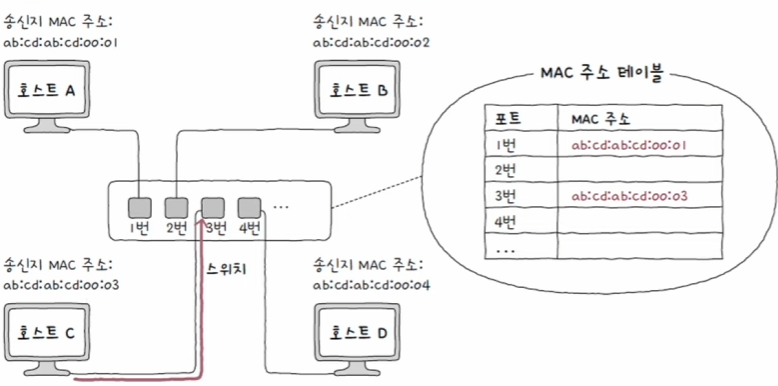 송신지 MAC 주소:
ab:cd:ab:cd:00:01
호스트 A
송신지 MAC 주소:
ab:cd:ab:cd:00:02
호스트 B
MAC 주소 테이블
포트 MAC 주소
1번 ab:cd:ab:cd:00:01
2번
3번 ab:cd:ab:cd:00:03
4번
...
...
1번 2번 3번 4번
스위치
송신지 MAC 주소:
ab:cd:ab:cd:00:03
호스트 C
송신지 MAC 주소:
ab:cd:ab:cd:00:04
호스트 D